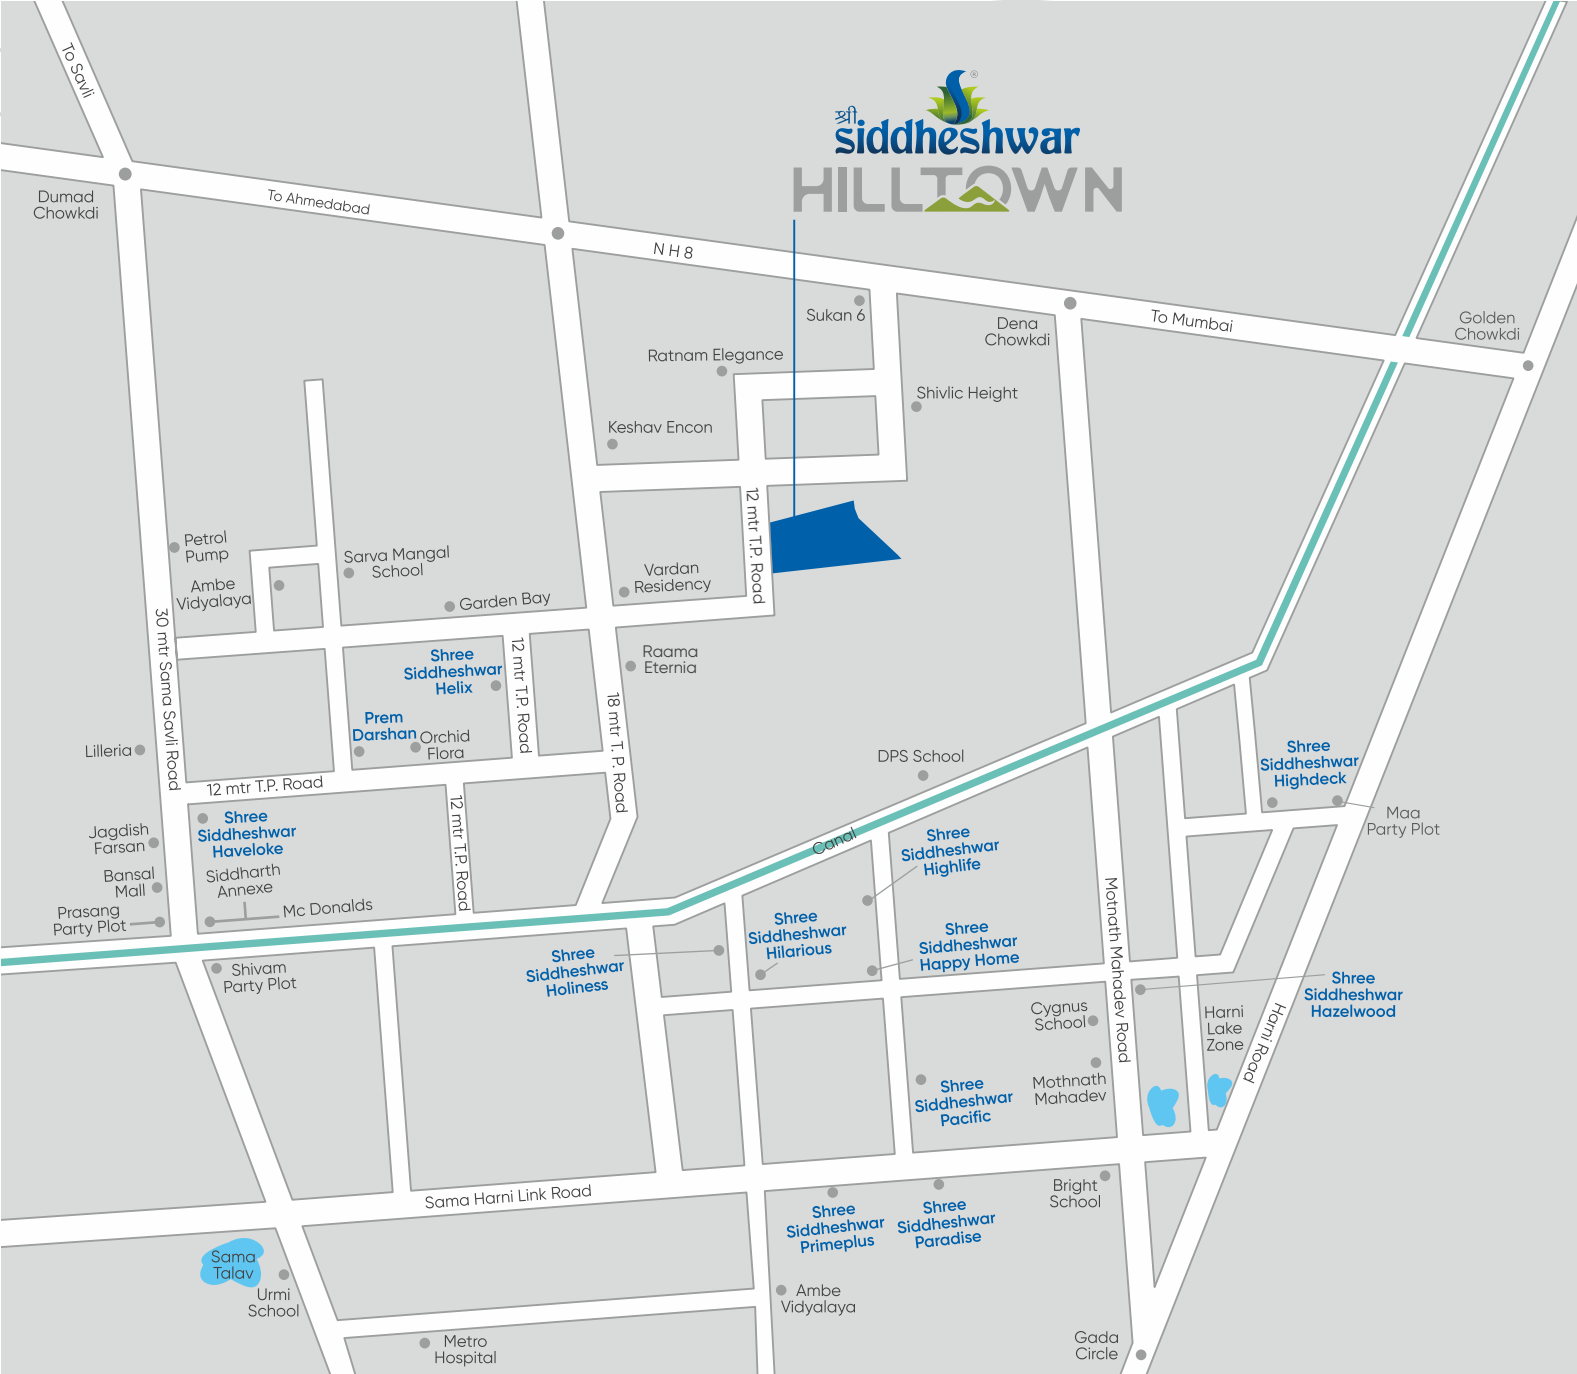 To Savli
श्री
siddheshwar
®
HILLTOWN
Dumad
Chowkdi
To Ahmedabad
N H 8
To Mumbai
Golden
Chowkdi
Sukan 6
Dena
Chowkdi
Ratnam Elegance
Shivlic Height
Keshav Encon
12 mtr T.P. Road
Petrol
Pump
Sarva Mangal
School
Ambe
Vidyalaya
Garden Bay
Vardan
Residency
30 mtr Sama Savli Road
Shree
Siddheshwar
Helix
12 mtr T.P. Road
Raama
Eternia
18 mtr T. P. Road
Prem
Darshan
Orchid
Flora
Lilleria
12 mtr T.P. Road
DPS School
Shree
Siddheshwar
Highdeck
Maa
Party Plot
Jagdish
Farsan
Shree
Siddheshwar
Haveloke
12 mtr T.P. Road
Canal
Shree
Siddheshwar
Highlife
Bansal
Mall
Siddharth
Annexe
Mc Donalds
Prasang
Party Plot
Motnath Mahadev Road
Shree
Siddheshwar
Hilarious
Shree
Siddheshwar
Happy Home
Shree
Siddheshwar
Holiness
Shivam
Party Plot
Shree
Siddheshwar
Hazelwood
Cygnus
School
Harni
Lake
Zone
Harni Road
Mothnath
Mahadev
Shree
Siddheshwar
Pacific
Sama Harni Link Road
Bright
School
Shree
Siddheshwar
Primeplus
Shree
Siddheshwar
Paradise
Sama
Talav
Urmi
School
Ambe
Vidyalaya
Metro
Hospital
Gada
Circle